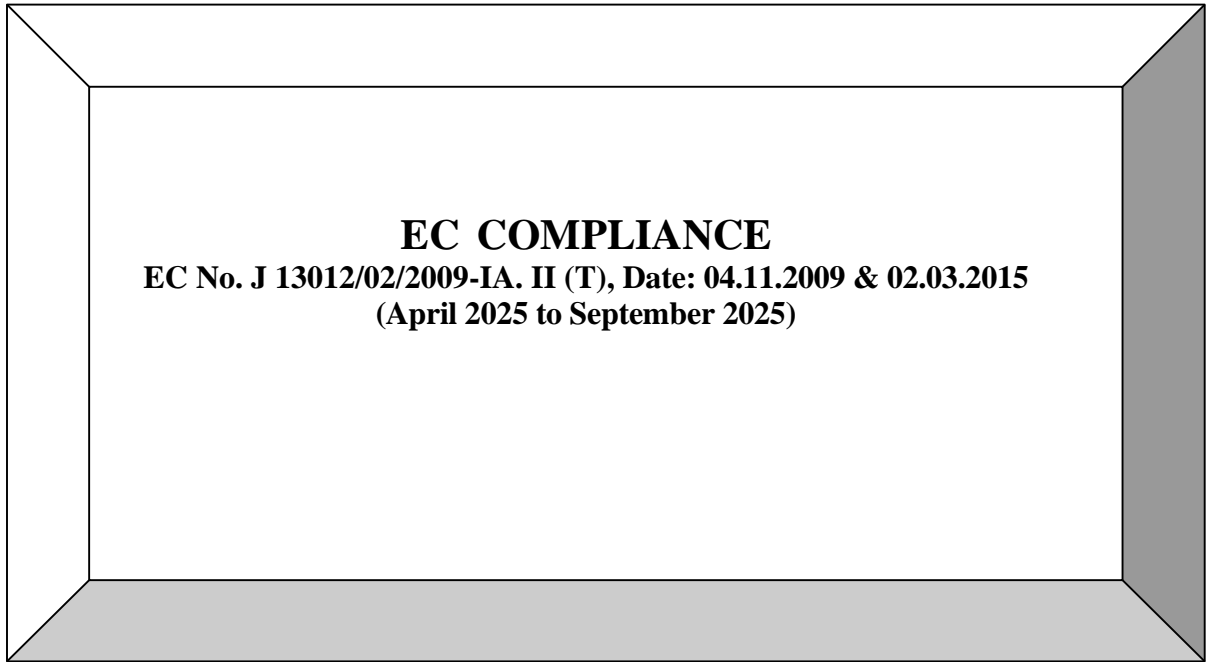 EC COMPLIANCE
EC No. J 13012/02/2009-IA. II (T), Date: 04.11.2009 & 02.03.2015
(April 2025 to September 2025)